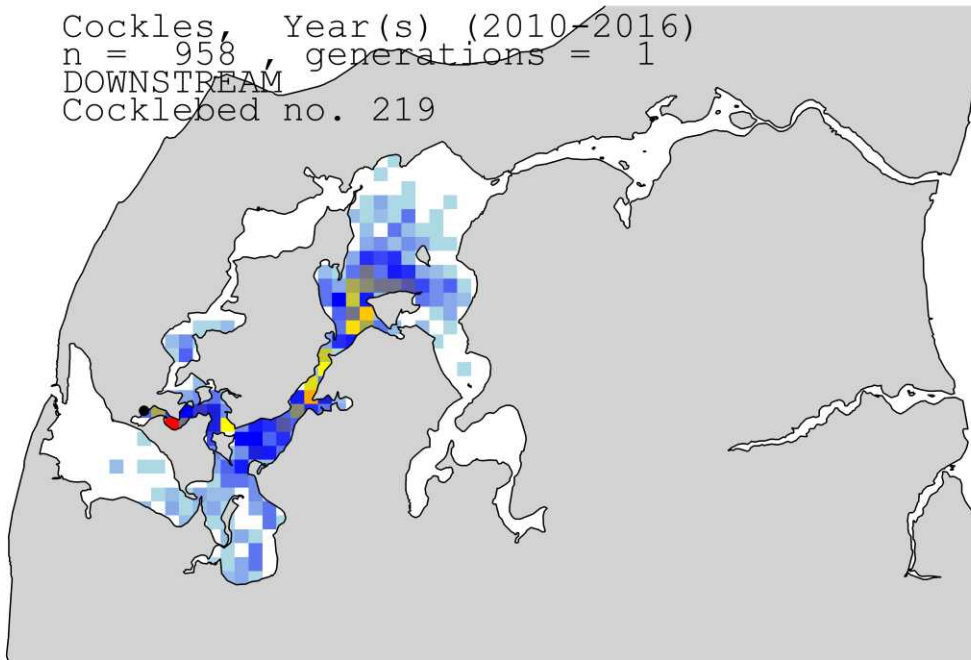 Cockles, Year(s) (2010-2016)
n = 958 , generations = 1
DOWNSTREAM
Cocklebed no. 219